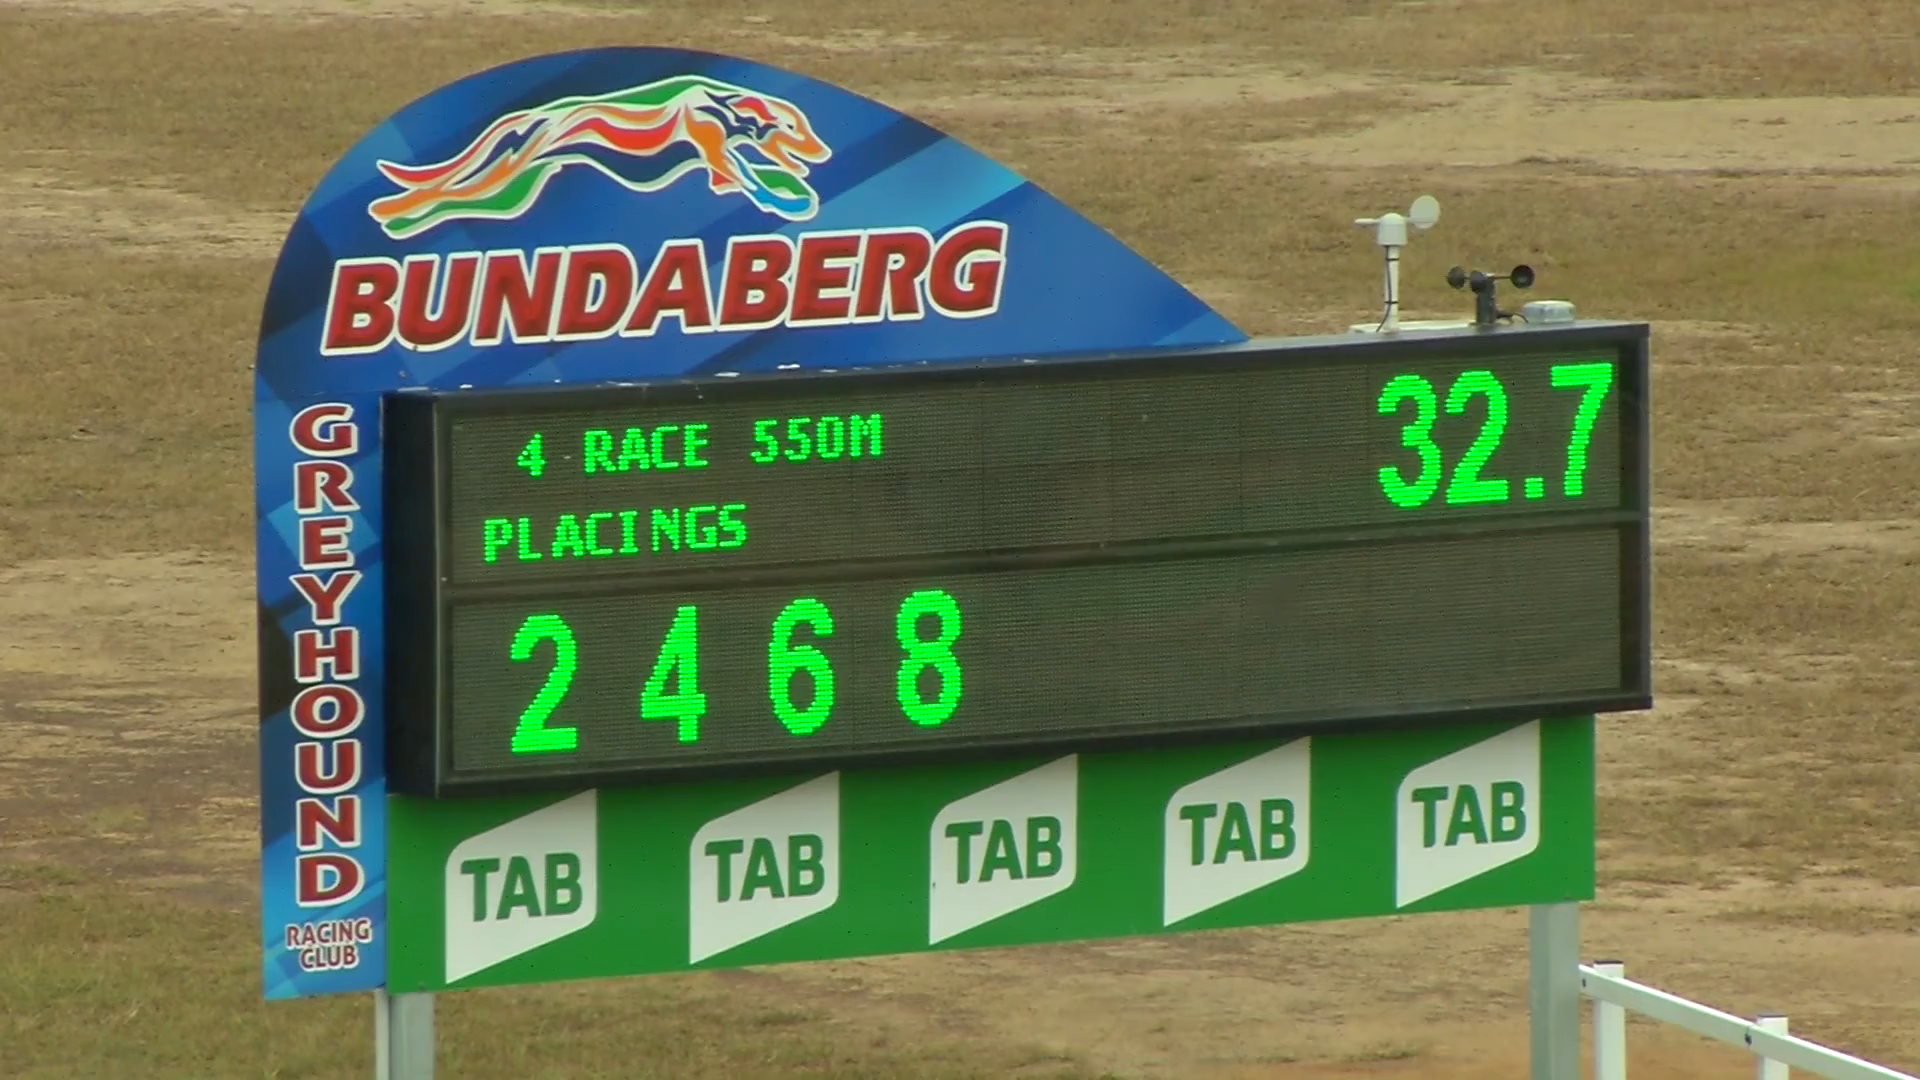 BUNDABERG
GREYHOUND
RACING
CLUB
4 RACE 550M
32.7
PLACINGS
2 4 6 8
TAB TAB TAB TAB TAB